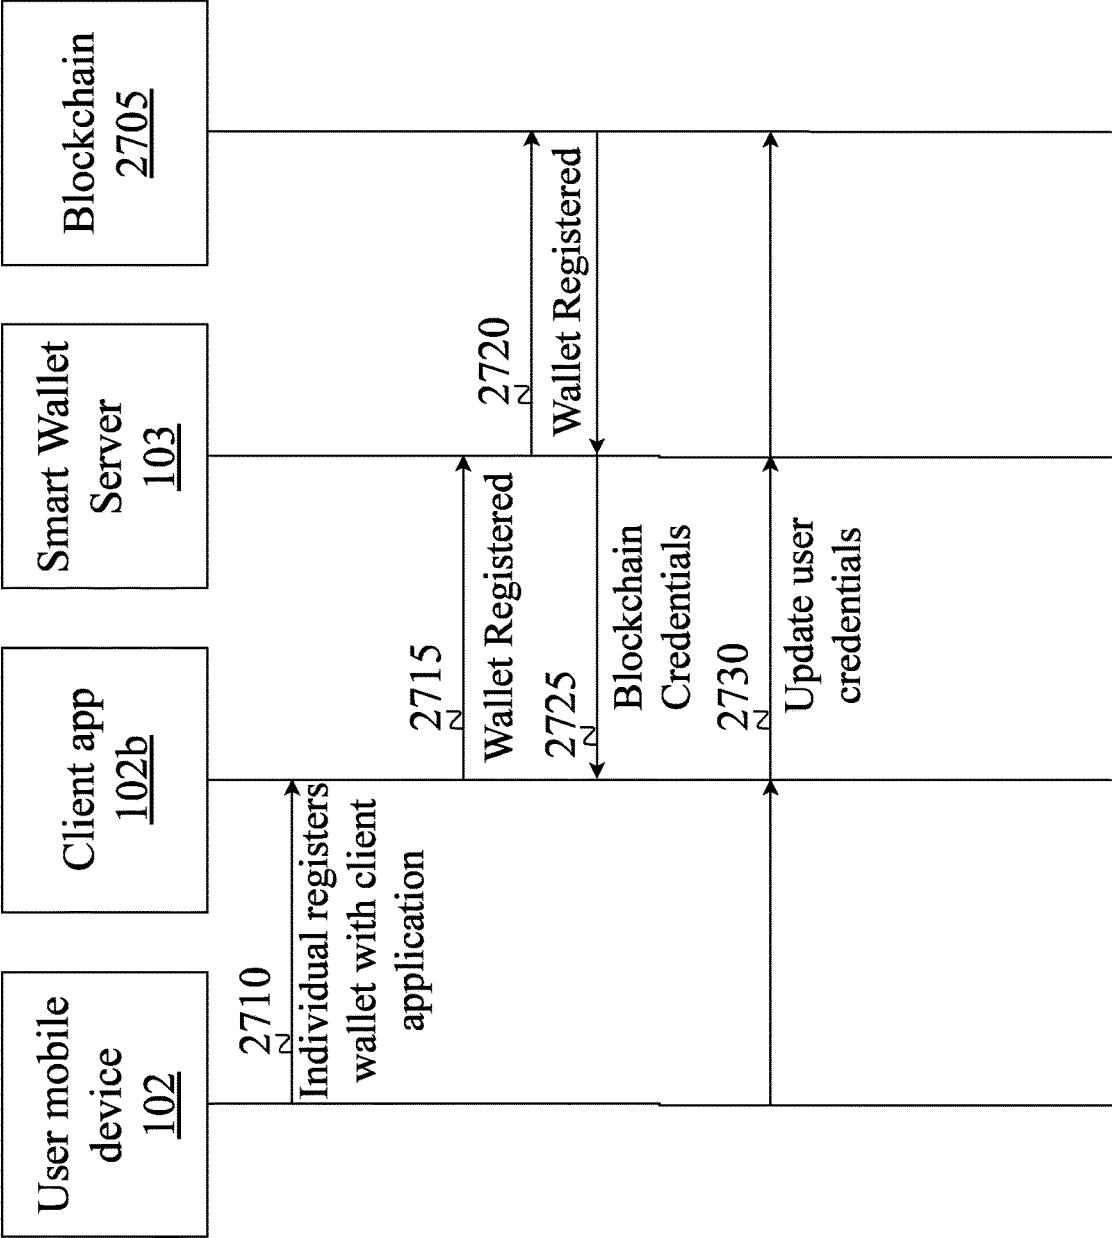 User mobile
device
102
Client app
102b
Smart Wallet
Server
103
Blockchain
2705
2710
Individual registers
wallet with client
application
2715
Wallet Registered
2720
Wallet Registered
2725
Blockchain
Credentials
2730
Update user
credentials